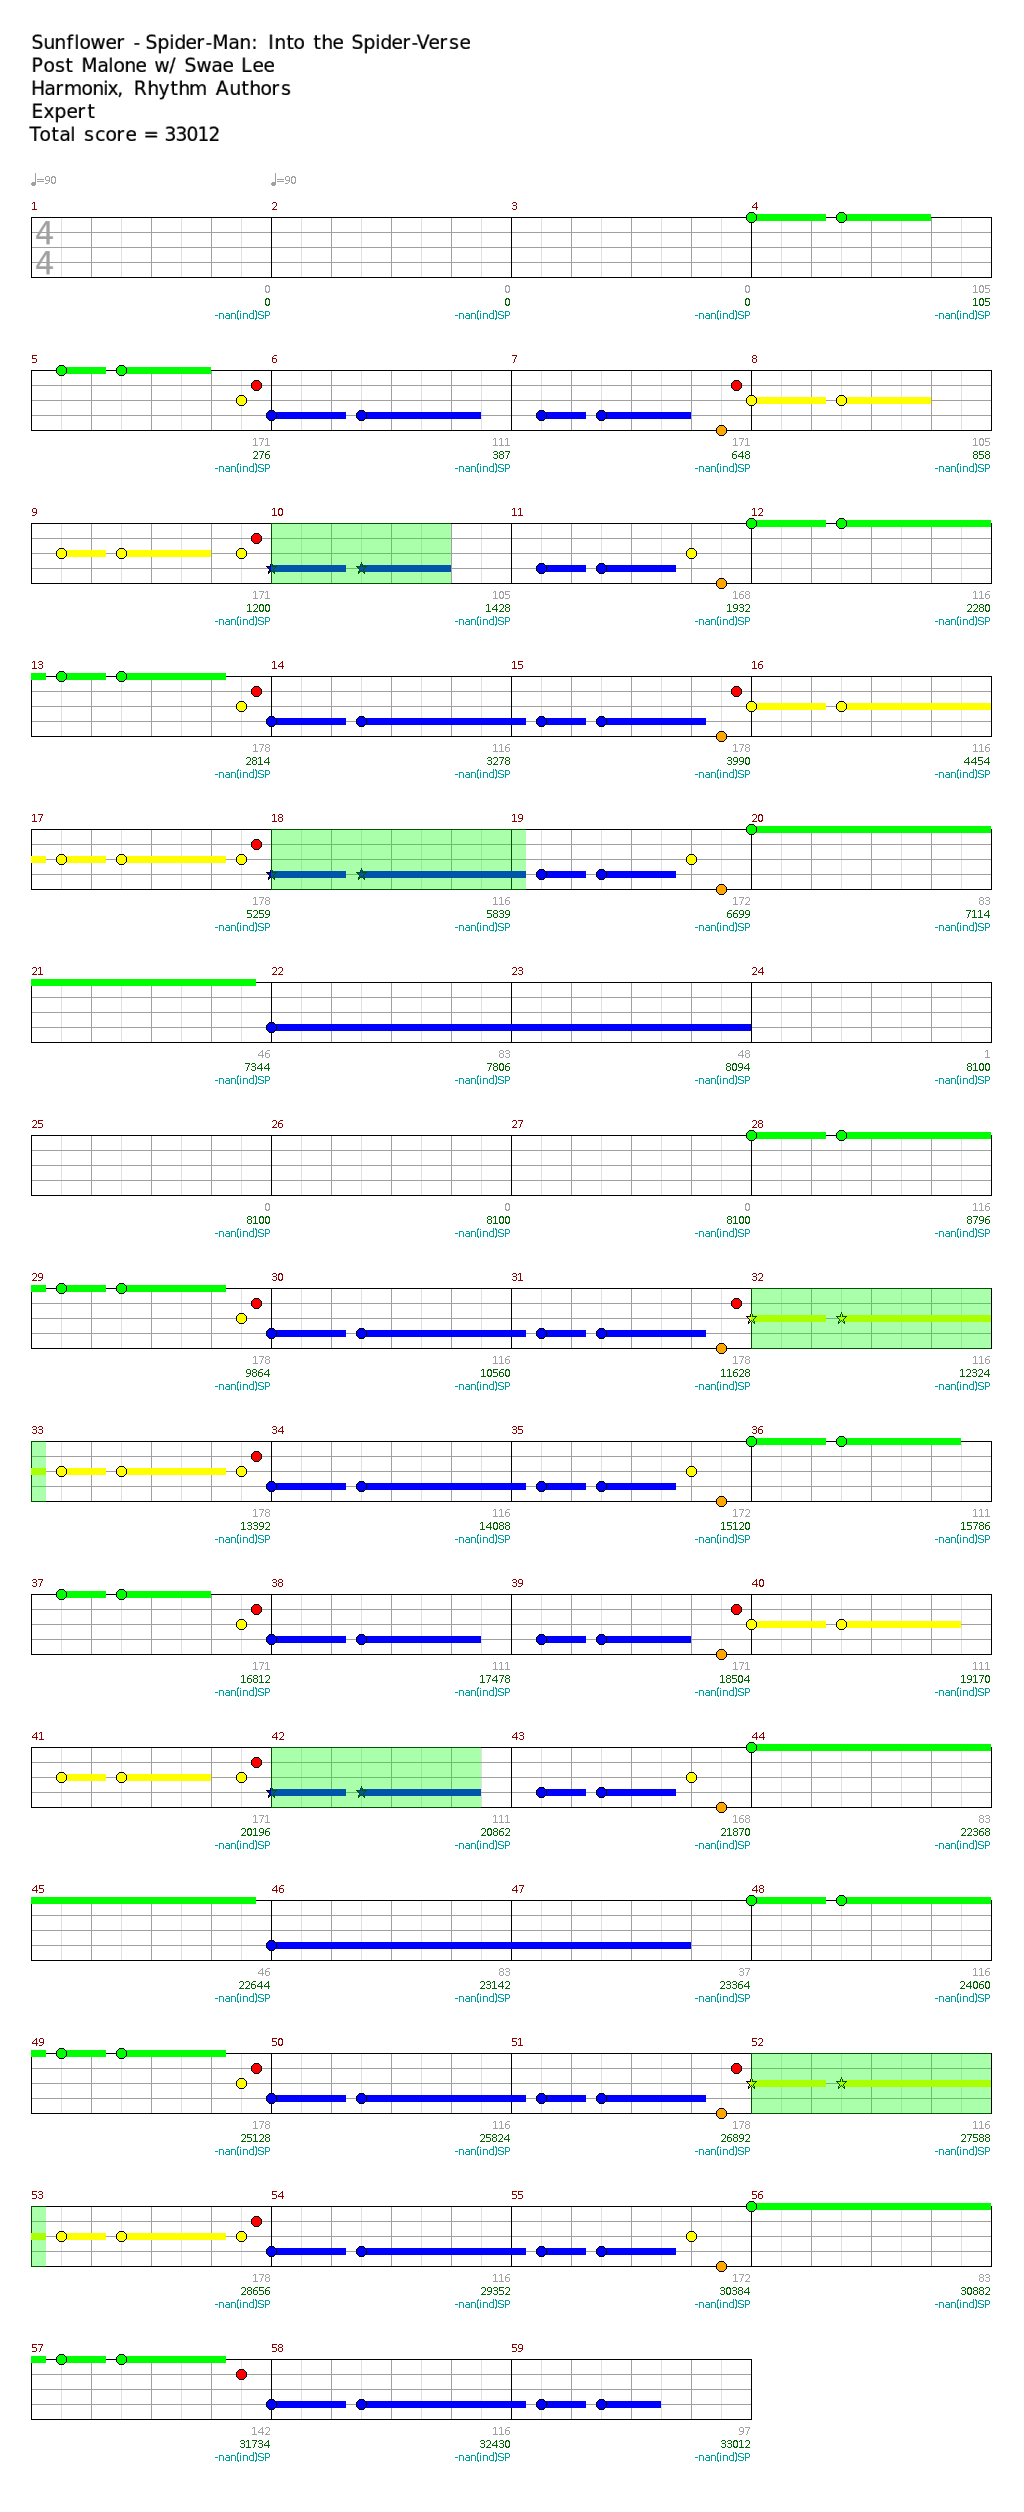 Sunflower - Spider-Man: Into the Spider-Verse
Post Malone w/ Swae Lee
Harmonix, Rhythm Authors
Expert
Total score = 33012
♩=90 ♩=90
1 2 3 4
4
4
0 0 0 105
0 0 0 105
-nan(ind)SP -nan(ind)SP -nan(ind)SP -nan(ind)SP
5 6 7 8
171 111 171 105
276 387 648 858
-nan(ind)SP -nan(ind)SP -nan(ind)SP -nan(ind)SP
9 10 11 12
171 105 168 116
1200 1428 1932 2280
-nan(ind)SP -nan(ind)SP -nan(ind)SP -nan(ind)SP
13 14 15 16
178 116 178 116
2814 3278 3990 4454
-nan(ind)SP -nan(ind)SP -nan(ind)SP -nan(ind)SP
17 18 19 20
178 116 172 83
5259 5839 6699 7114
-nan(ind)SP -nan(ind)SP -nan(ind)SP -nan(ind)SP
21 22 23 24
46 83 48 1
7344 7806 8094 8100
-nan(ind)SP -nan(ind)SP -nan(ind)SP -nan(ind)SP
25 26 27 28
0 0 0 116
8100 8100 8100 8796
-nan(ind)SP -nan(ind)SP -nan(ind)SP -nan(ind)SP
29 30 31 32
178 116 178 116
9864 10560 11628 12324
-nan(ind)SP -nan(ind)SP -nan(ind)SP -nan(ind)SP
33 34 35 36
178 116 172 111
13392 14088 15120 15786
-nan(ind)SP -nan(ind)SP -nan(ind)SP -nan(ind)SP
37 38 39 40
171 111 171 111
16812 17478 18504 19170
-nan(ind)SP -nan(ind)SP -nan(ind)SP -nan(ind)SP
41 42 43 44
171 111 168 83
20196 20862 21870 22368
-nan(ind)SP -nan(ind)SP -nan(ind)SP -nan(ind)SP
45 46 47 48
46 83 37 116
22644 23142 23364 24060
-nan(ind)SP -nan(ind)SP -nan(ind)SP -nan(ind)SP
49 50 51 52
178 116 178 116
25128 25824 26892 27588
-nan(ind)SP -nan(ind)SP -nan(ind)SP -nan(ind)SP
53 54 55 56
178 116 172 83
28656 29352 30384 30882
-nan(ind)SP -nan(ind)SP -nan(ind)SP -nan(ind)SP
57 58 59
142 116 97
31734 32430 33012
-nan(ind)SP -nan(ind)SP -nan(ind)SP